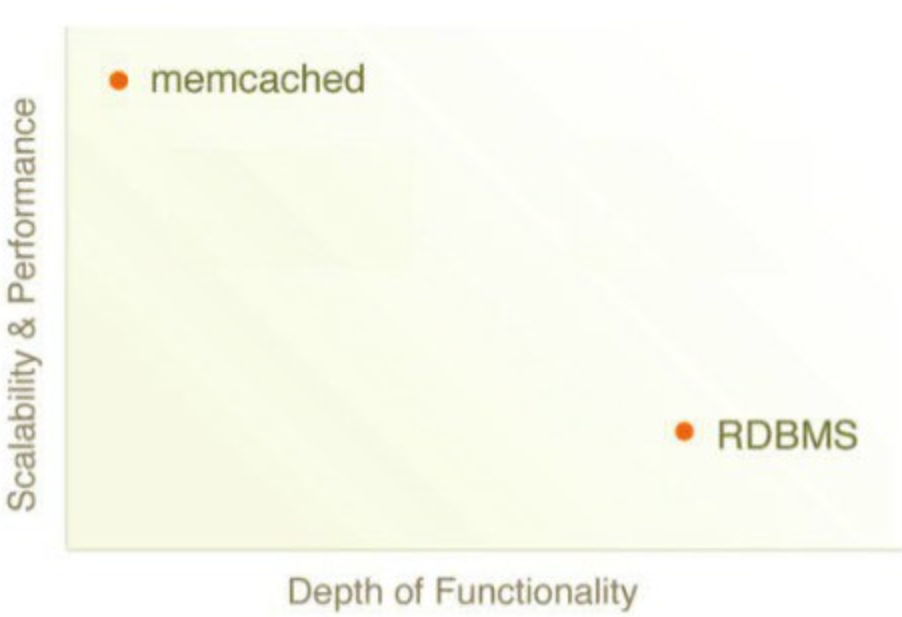 memcached
Scalability & Performance
RDBMS
Depth of Functionality